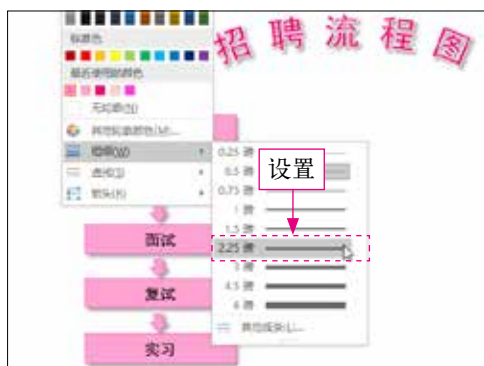 招聘流程图
标准色
最近使用的颜色
无轮廓(N)
其他轮廓颜色(M)...
粗细(W)
虚线(S)
箭头(R)
0.25 磅
0.5 磅
0.75 磅
1 磅
1.5 磅
2.25 磅
3 磅
4.5 磅
6 磅
其他线条(L)...
设置
面试
复试
实习